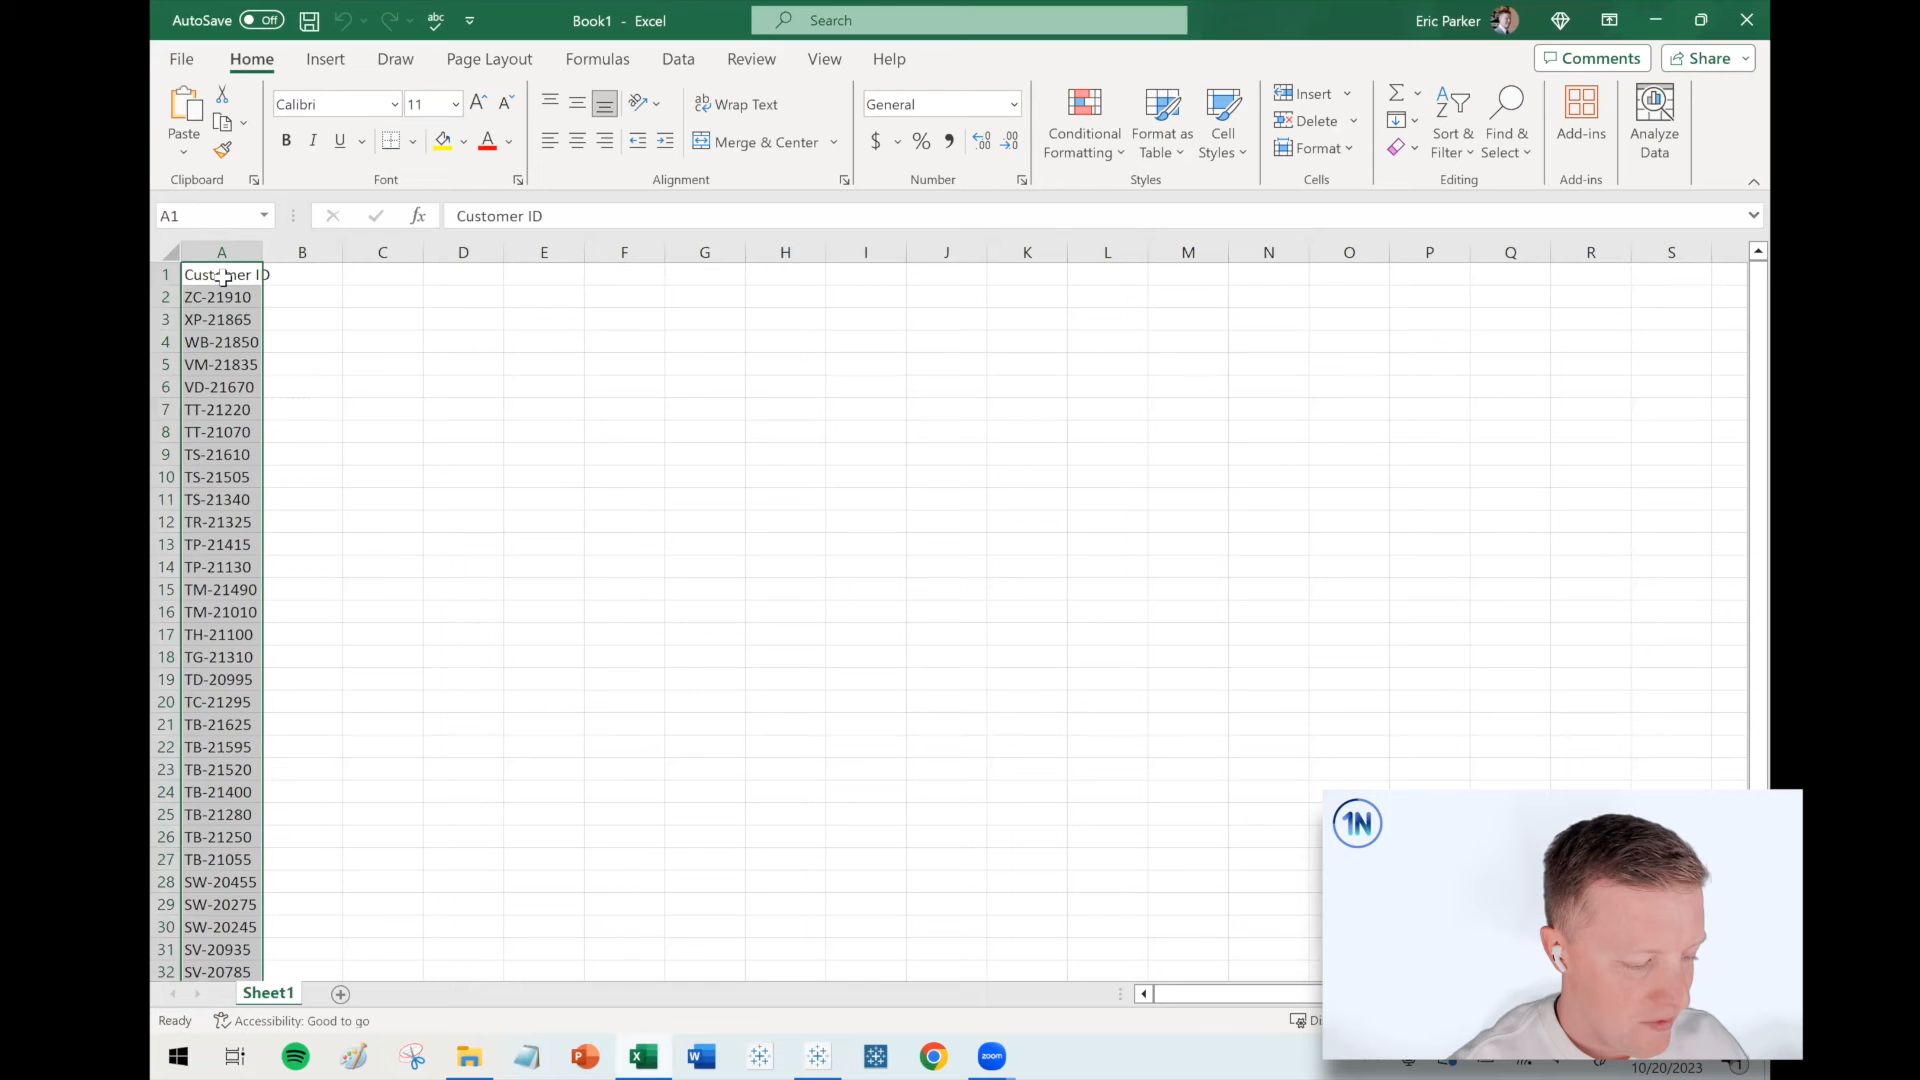 AutoSave Off abc Book1 - Excel Search Eric Parker
File Home Insert Draw Page Layout Formulas Data Review View Help Comments Share
Calibri 11 ab Wrap Text General Insert
Paste B I U A Merge & Center $ % Conditional Formatting Format as Table Cell Styles Delete Format Sort & Filter Find & Select Add-ins Analyze Data
Clipboard Font Alignment Number Styles Cells Editing Add-ins
A1 fx Customer ID
A B C D E F G H I J K L M N O P Q R S
1 Customer ID
2 ZC-21910
3 XP-21865
4 WB-21850
5 VM-21835
6 VD-21670
7 TT-21220
8 TT-21070
9 TS-21610
10 TS-21505
11 TS-21340
12 TR-21325
13 TP-21415
14 TP-21130
15 TM-21490
16 TM-21010
17 TH-21100
18 TG-21310
19 TD-20995
20 TC-21295
21 TB-21625
22 TB-21595
23 TB-21520
24 TB-21400
25 TB-21280
26 TB-21250
27 TB-21055
28 SW-20455
29 SW-20275
30 SW-20245
31 SV-20935
32 SV-20785
1N
Sheet1
Ready Accessibility: Good to go
zoom
10/20/2023